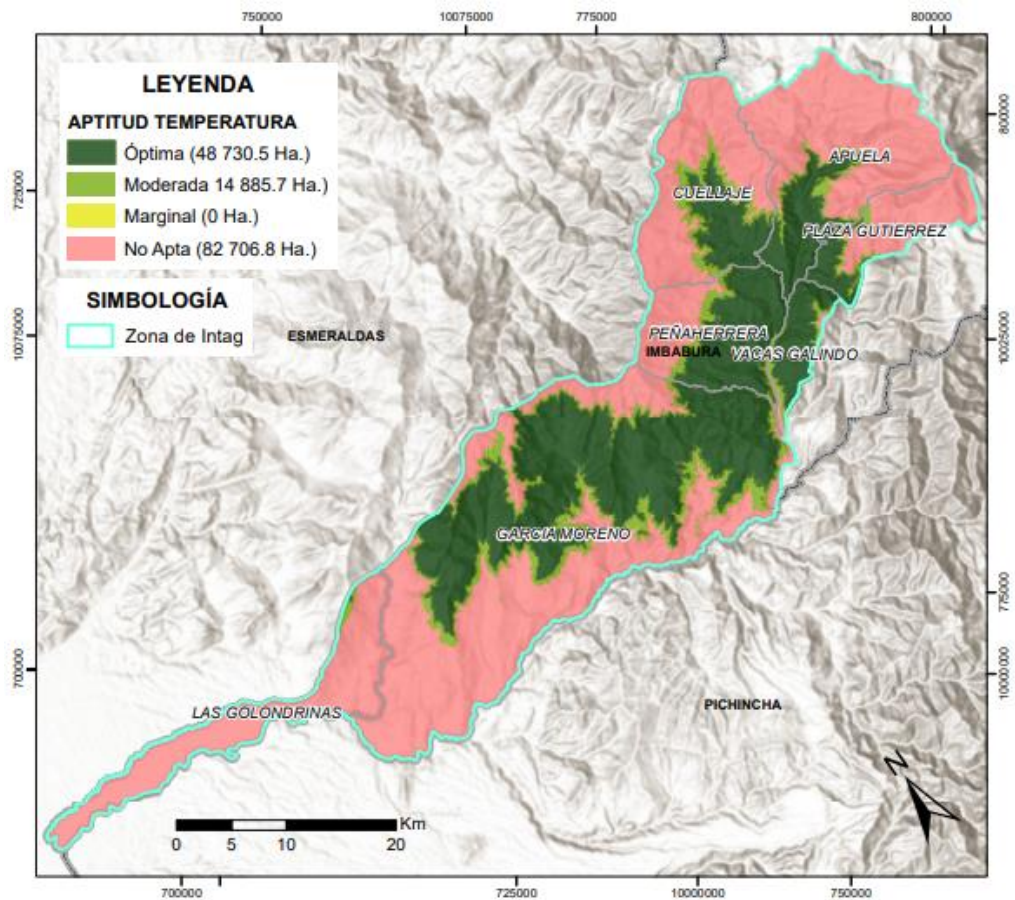 750000
10075000
775000
800000
LEYENDA
APTITUD TEMPERATURA
Óptima (48 730.5 Ha.)
Moderada 14 885.7 Ha.)
Marginal (0 Ha.)
No Apta (82 706.8 Ha.)
SIMBOLOGÍA
Zona de Intag
725000
10075000
700000
800000
10025000
775000
10000000
APUELA
CUELLAJE
PLAZA GUTIERREZ
ESMERALDAS
PEÑAHERRERA
IMBABURA
VACAS GALINDO
GARCIA MORENO
LAS GOLONDRINAS
PICHINCHA
N
Km
0 5 10 20
700000
725000
10000000
750000